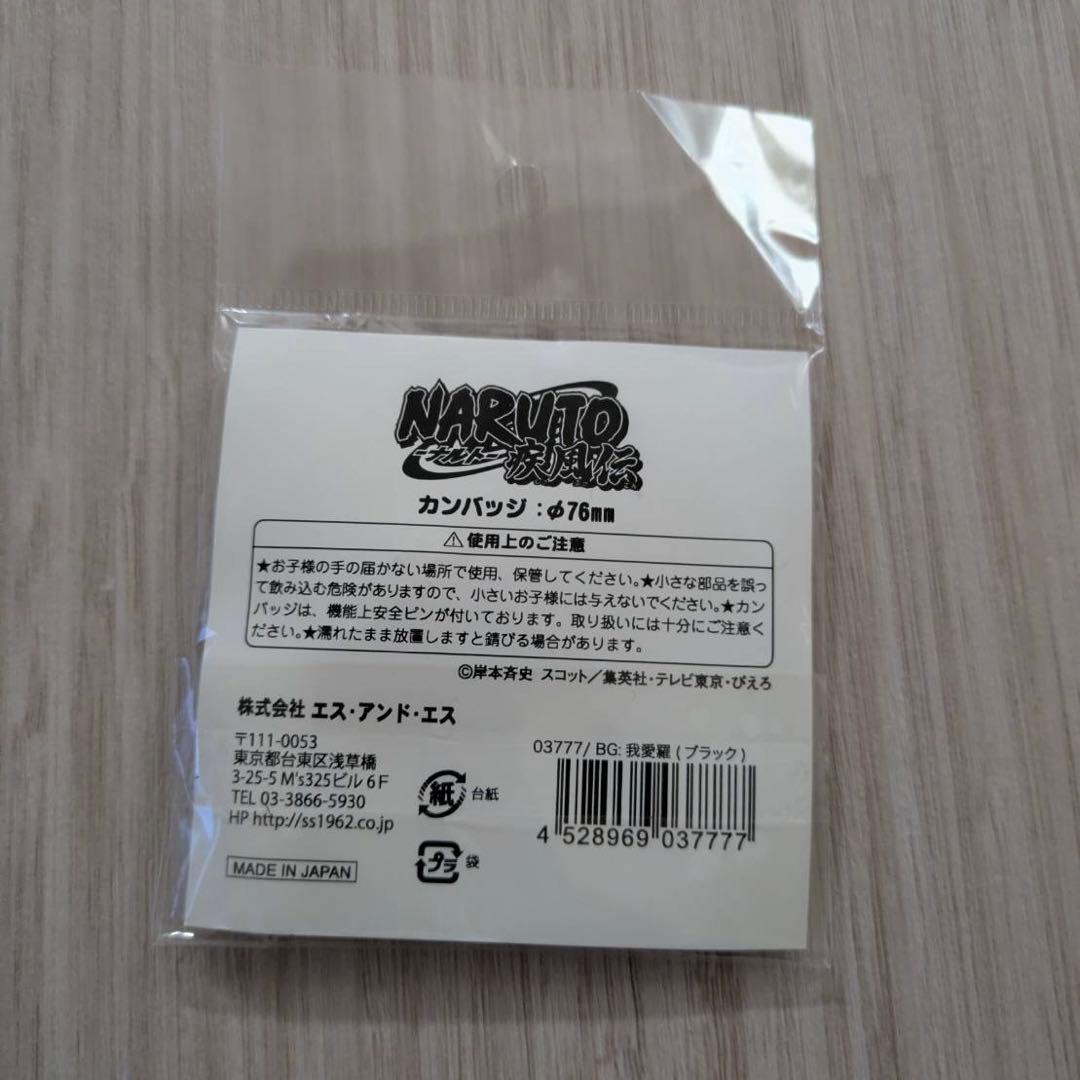 NARUTO
-ナルト-疾風伝
カンバッジ：φ76mm
⚠使用上のご注意
★お子様の手の届かない場所で使用、保管してください。★小さな部品を誤っ
て飲み込む危険がありますので、小さいお子様には与えないでください。★カン
バッジは、機能上安全ピンが付いております。取り扱いには十分にご注意く
ださい。★濡れたまま放置しますと錆びる場合があります。
©岸本斉史 スコット／集英社・テレビ東京・ぴえろ
株式会社 エス・アンド・エス
〒111-0053
東京都台東区浅草橋
3-25-5 M's325ビル 6F
TEL 03-3866-5930
HP http://ss1962.co.jp
MADE IN JAPAN
紙 台紙
プラ 袋
03777/ BG: 我愛羅 ( ブラック )
4 528969 037777